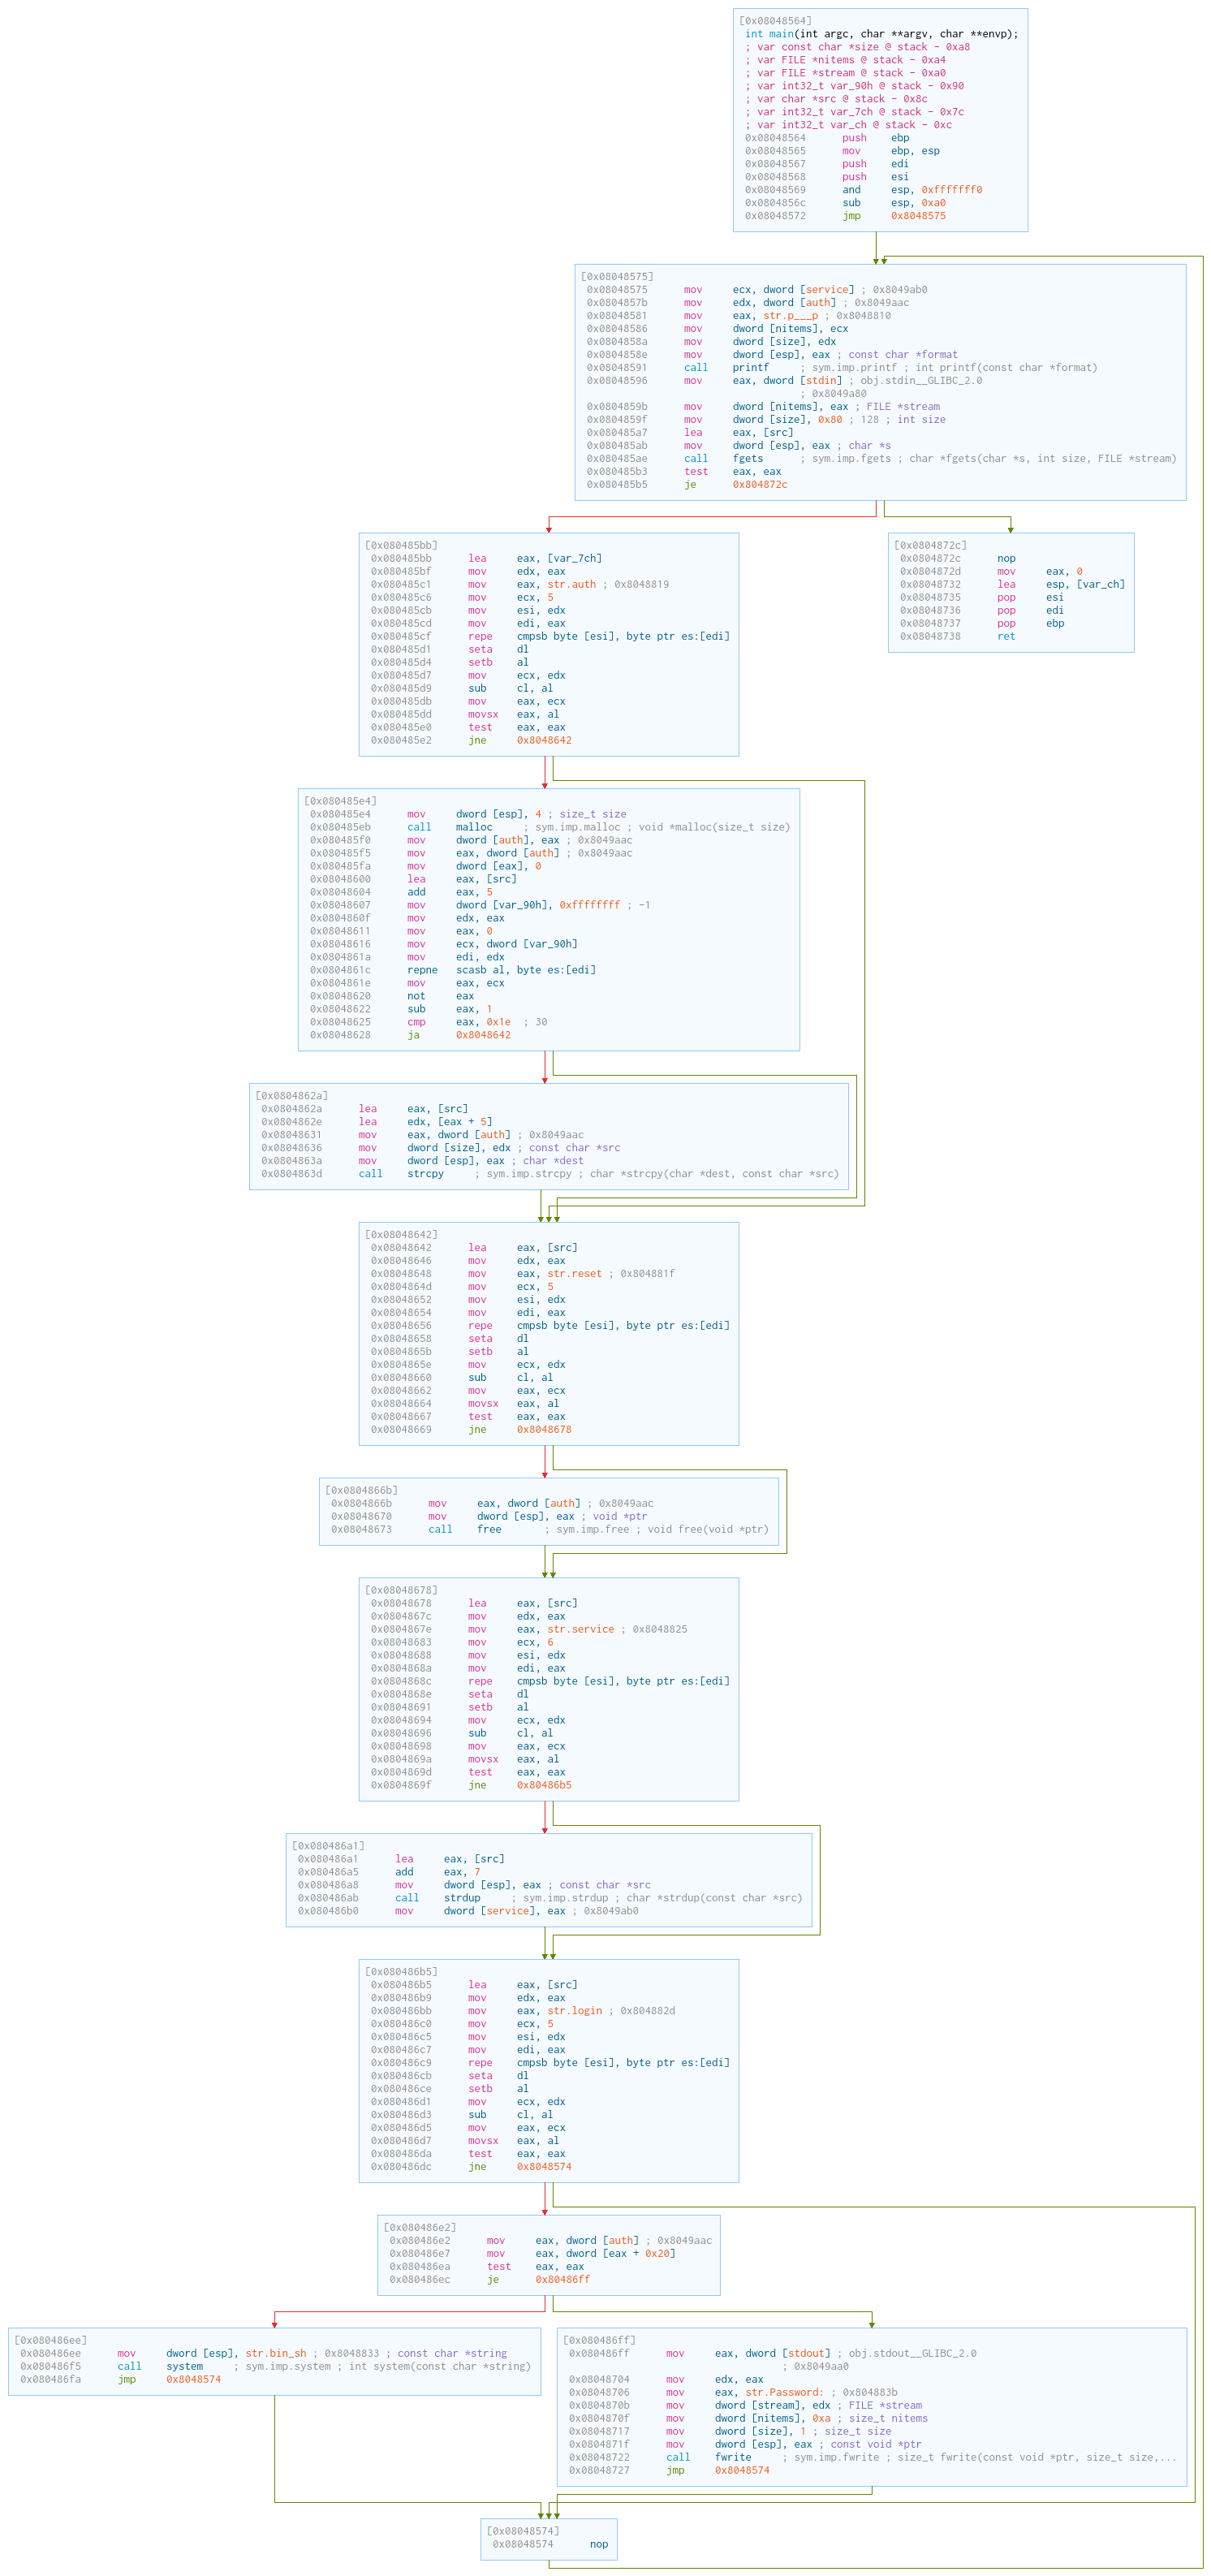 [0x08048564]
int main(int argc, char **argv, char **envp);
; var const char *size @ stack - 0xa8
; var FILE *nitems @ stack - 0xa4
; var FILE *stream @ stack - 0xa0
; var int32_t var_90h @ stack - 0x90
; var char *src @ stack - 0x8c
; var int32_t var_7ch @ stack - 0x7c
; var int32_t var_ch @ stack - 0xc
0x08048564 push ebp
0x08048565 mov ebp, esp
0x08048567 push edi
0x08048568 push esi
0x08048569 and esp, 0xfffffff0
0x0804856c sub esp, 0xa0
0x08048572 jmp 0x8048575
[0x08048575]
0x08048575 mov ecx, dword [service] ; 0x8049ab0
0x0804857b mov edx, dword [auth] ; 0x8049aac
0x08048581 mov eax, str.p___p ; 0x8048810
0x08048586 mov dword [nitems], ecx
0x0804858a mov dword [size], edx
0x0804858e mov dword [esp], eax ; const char *format
0x08048591 call printf ; sym.imp.printf ; int printf(const char *format)
0x08048596 mov eax, dword [stdin] ; obj.stdin__GLIBC_2.0
; 0x8049a80
0x0804859b mov dword [nitems], eax ; FILE *stream
0x0804859f mov dword [size], 0x80 ; 128 ; int size
0x080485a7 lea eax, [src]
0x080485ab mov dword [esp], eax ; char *s
0x080485ae call fgets ; sym.imp.fgets ; char *fgets(char *s, int size, FILE *stream)
0x080485b3 test eax, eax
0x080485b5 je 0x804872c
[0x080485bb]
0x080485bb lea eax, [var_7ch]
0x080485bf mov edx, eax
0x080485c1 mov eax, str.auth ; 0x8048819
0x080485c6 mov ecx, 5
0x080485cb mov esi, edx
0x080485cd mov edi, eax
0x080485cf repe cmpsb byte [esi], byte ptr es:[edi]
0x080485d1 seta dl
0x080485d4 setb al
0x080485d7 mov ecx, edx
0x080485d9 sub cl, al
0x080485db mov eax, ecx
0x080485dd movsx eax, al
0x080485e0 test eax, eax
0x080485e2 jne 0x8048642
[0x0804872c]
0x0804872c nop
0x0804872d mov eax, 0
0x08048732 lea esp, [var_ch]
0x08048735 pop esi
0x08048736 pop edi
0x08048737 pop ebp
0x08048738 ret
[0x080485e4]
0x080485e4 mov dword [esp], 4 ; size_t size
0x080485eb call malloc ; sym.imp.malloc ; void *malloc(size_t size)
0x080485f0 mov dword [auth], eax ; 0x8049aac
0x080485f5 mov eax, dword [auth] ; 0x8049aac
0x080485fa mov dword [eax], 0
0x08048600 lea eax, [src]
0x08048604 add eax, 5
0x08048607 mov dword [var_90h], 0xffffffff ; -1
0x0804860f mov edx, eax
0x08048611 mov eax, 0
0x08048616 mov ecx, dword [var_90h]
0x0804861a mov edi, edx
0x0804861c repne scasb al, byte es:[edi]
0x0804861e mov eax, ecx
0x08048620 not eax
0x08048622 sub eax, 1
0x08048625 cmp eax, 0x1e ; 30
0x08048628 ja 0x8048642
[0x0804862a]
0x0804862a lea eax, [src]
0x0804862e lea edx, [eax + 5]
0x08048631 mov eax, dword [auth] ; 0x8049aac
0x08048636 mov dword [size], edx ; const char *src
0x0804863a mov dword [esp], eax ; char *dest
0x0804863d call strcpy ; sym.imp.strcpy ; char *strcpy(char *dest, const char *src)
[0x08048642]
0x08048642 lea eax, [src]
0x08048646 mov edx, eax
0x08048648 mov eax, str.reset ; 0x804881f
0x0804864d mov ecx, 5
0x08048652 mov esi, edx
0x08048654 mov edi, eax
0x08048656 repe cmpsb byte [esi], byte ptr es:[edi]
0x08048658 seta dl
0x0804865b setb al
0x0804865e mov ecx, edx
0x08048660 sub cl, al
0x08048662 mov eax, ecx
0x08048664 movsx eax, al
0x08048667 test eax, eax
0x08048669 jne 0x8048678
[0x0804866b]
0x0804866b mov eax, dword [auth] ; 0x8049aac
0x08048670 mov dword [esp], eax ; void *ptr
0x08048673 call free ; sym.imp.free ; void free(void *ptr)
[0x08048678]
0x08048678 lea eax, [src]
0x0804867c mov edx, eax
0x0804867e mov eax, str.service ; 0x8048825
0x08048683 mov ecx, 6
0x08048688 mov esi, edx
0x0804868a mov edi, eax
0x0804868c repe cmpsb byte [esi], byte ptr es:[edi]
0x0804868e seta dl
0x08048691 setb al
0x08048694 mov ecx, edx
0x08048696 sub cl, al
0x08048698 mov eax, ecx
0x0804869a movsx eax, al
0x0804869d test eax, eax
0x0804869f jne 0x80486b5
[0x080486a1]
0x080486a1 lea eax, [src]
0x080486a5 add eax, 7
0x080486a8 mov dword [esp], eax ; const char *src
0x080486ab call strdup ; sym.imp.strdup ; char *strdup(const char *src)
0x080486b0 mov dword [service], eax ; 0x8049ab0
[0x080486b5]
0x080486b5 lea eax, [src]
0x080486b9 mov edx, eax
0x080486bb mov eax, str.login ; 0x804882d
0x080486c0 mov ecx, 5
0x080486c5 mov esi, edx
0x080486c7 mov edi, eax
0x080486c9 repe cmpsb byte [esi], byte ptr es:[edi]
0x080486cb seta dl
0x080486ce setb al
0x080486d1 mov ecx, edx
0x080486d3 sub cl, al
0x080486d5 mov eax, ecx
0x080486d7 movsx eax, al
0x080486da test eax, eax
0x080486dc jne 0x8048574
[0x080486e2]
0x080486e2 mov eax, dword [auth] ; 0x8049aac
0x080486e7 mov eax, dword [eax + 0x20]
0x080486ea test eax, eax
0x080486ec je 0x80486ff
[0x080486ee]
0x080486ee mov dword [esp], str.bin_sh ; 0x8048833 ; const char *string
0x080486f5 call system ; sym.imp.system ; int system(const char *string)
0x080486fa jmp 0x8048574
[0x080486ff]
0x080486ff mov eax, dword [stdout] ; obj.stdout__GLIBC_2.0
; 0x8049aa0
0x08048704 mov edx, eax
0x08048706 mov eax, str.Password: ; 0x804883b
0x0804870b mov dword [stream], edx ; FILE *stream
0x0804870f mov dword [nitems], 0xa ; size_t nitems
0x08048717 mov dword [size], 1 ; size_t size
0x0804871f mov dword [esp], eax ; const void *ptr
0x08048722 call fwrite ; sym.imp.fwrite ; size_t fwrite(const void *ptr, size_t size,...
0x08048727 jmp 0x8048574
[0x08048574]
0x08048574 nop